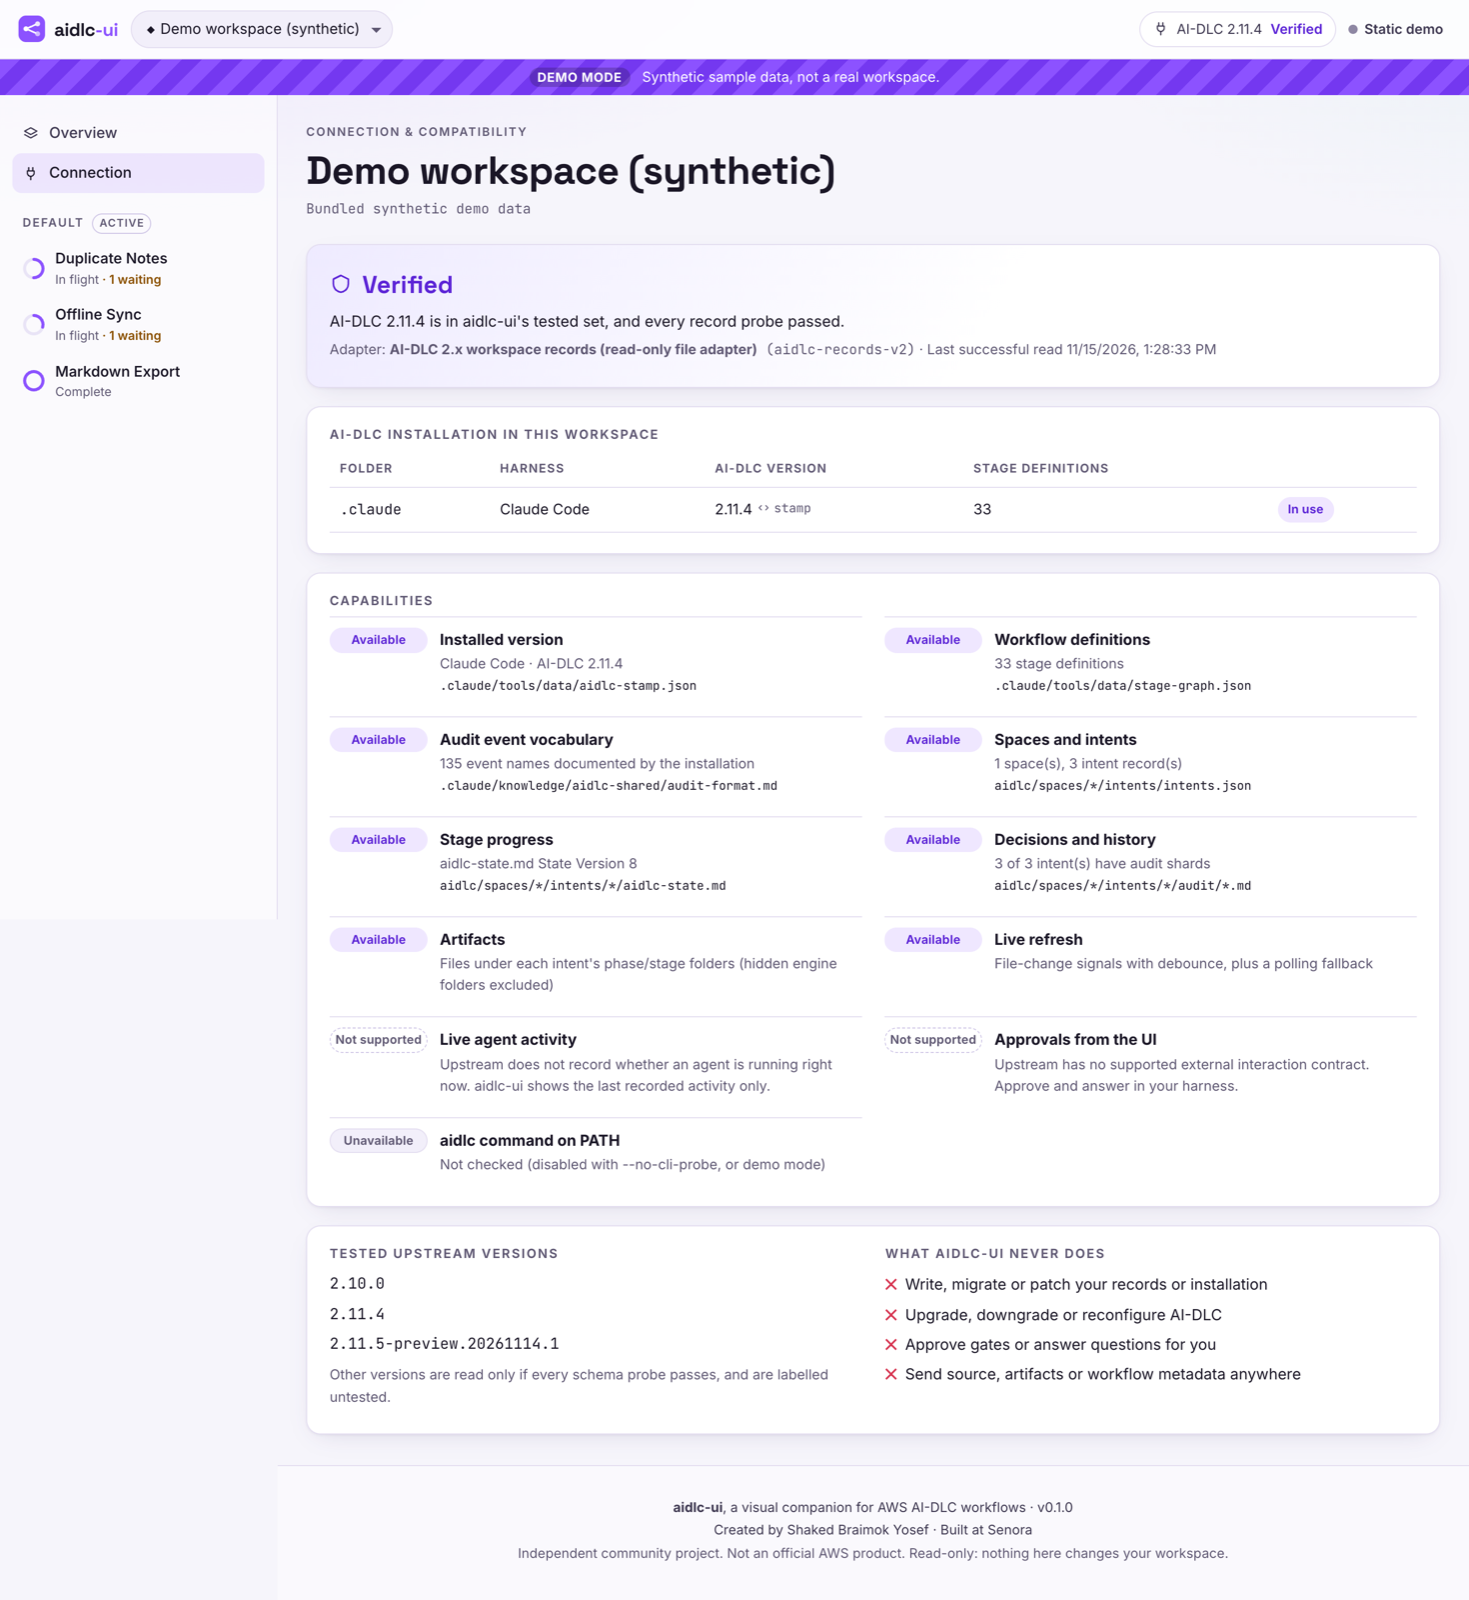 aidlc-ui
◆ Demo workspace (synthetic)
AI-DLC 2.11.4 Verified
Static demo
DEMO MODE Synthetic sample data, not a real workspace.
Overview
Connection
DEFAULT ACTIVE
Duplicate Notes
In flight · 1 waiting
Offline Sync
In flight · 1 waiting
Markdown Export
Complete
CONNECTION & COMPATIBILITY
Demo workspace (synthetic)
Bundled synthetic demo data
Verified
AI-DLC 2.11.4 is in aidlc-ui's tested set, and every record probe passed.
Adapter: AI-DLC 2.x workspace records (read-only file adapter) (aidlc-records-v2) · Last successful read 11/15/2026, 1:28:33 PM
AI-DLC INSTALLATION IN THIS WORKSPACE
FOLDER HARNESS AI-DLC VERSION STAGE DEFINITIONS
.claude Claude Code 2.11.4 <> stamp 33 In use
CAPABILITIES
Available Installed version
Claude Code · AI-DLC 2.11.4
.claude/tools/data/aidlc-stamp.json
Available Workflow definitions
33 stage definitions
.claude/tools/data/stage-graph.json
Available Audit event vocabulary
135 event names documented by the installation
.claude/knowledge/aidlc-shared/audit-format.md
Available Spaces and intents
1 space(s), 3 intent record(s)
aidlc/spaces/*/intents/intents.json
Available Stage progress
aidlc-state.md State Version 8
aidlc/spaces/*/intents/*/aidlc-state.md
Available Decisions and history
3 of 3 intent(s) have audit shards
aidlc/spaces/*/intents/*/audit/*.md
Available Artifacts
Files under each intent's phase/stage folders (hidden engine
folders excluded)
Available Live refresh
File-change signals with debounce, plus a polling fallback
Not supported Live agent activity
Upstream does not record whether an agent is running right
now. aidlc-ui shows the last recorded activity only.
Not supported Approvals from the UI
Upstream has no supported external interaction contract.
Approve and answer in your harness.
Unavailable aidlc command on PATH
Not checked (disabled with --no-cli-probe, or demo mode)
TESTED UPSTREAM VERSIONS
2.10.0
2.11.4
2.11.5-preview.20261114.1
Other versions are read only if every schema probe passes, and are labelled
untested.
WHAT AIDLC-UI NEVER DOES
Write, migrate or patch your records or installation
Upgrade, downgrade or reconfigure AI-DLC
Approve gates or answer questions for you
Send source, artifacts or workflow metadata anywhere
aidlc-ui, a visual companion for AWS AI-DLC workflows · v0.1.0
Created by Shaked Braimok Yosef · Built at Senora
Independent community project. Not an official AWS product. Read-only: nothing here changes your workspace.